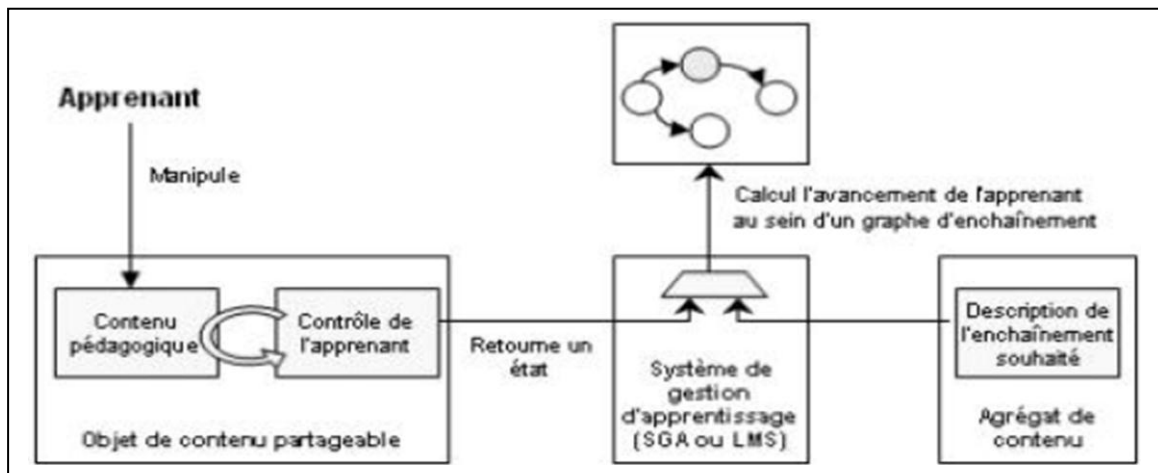 Apprenant
Manipule
Calcul l'avancement de l'apprenant
au sein d'un graphe d'enchaînement
Contenu
pédagogique
Contrôle de
l'apprenant
Objet de contenu partageable
Retourne un
état
Système de
gestion
d'apprentissage
(SGA ou LMS)
Description de
l'enchaînement
souhaité
Agrégat de
contenu